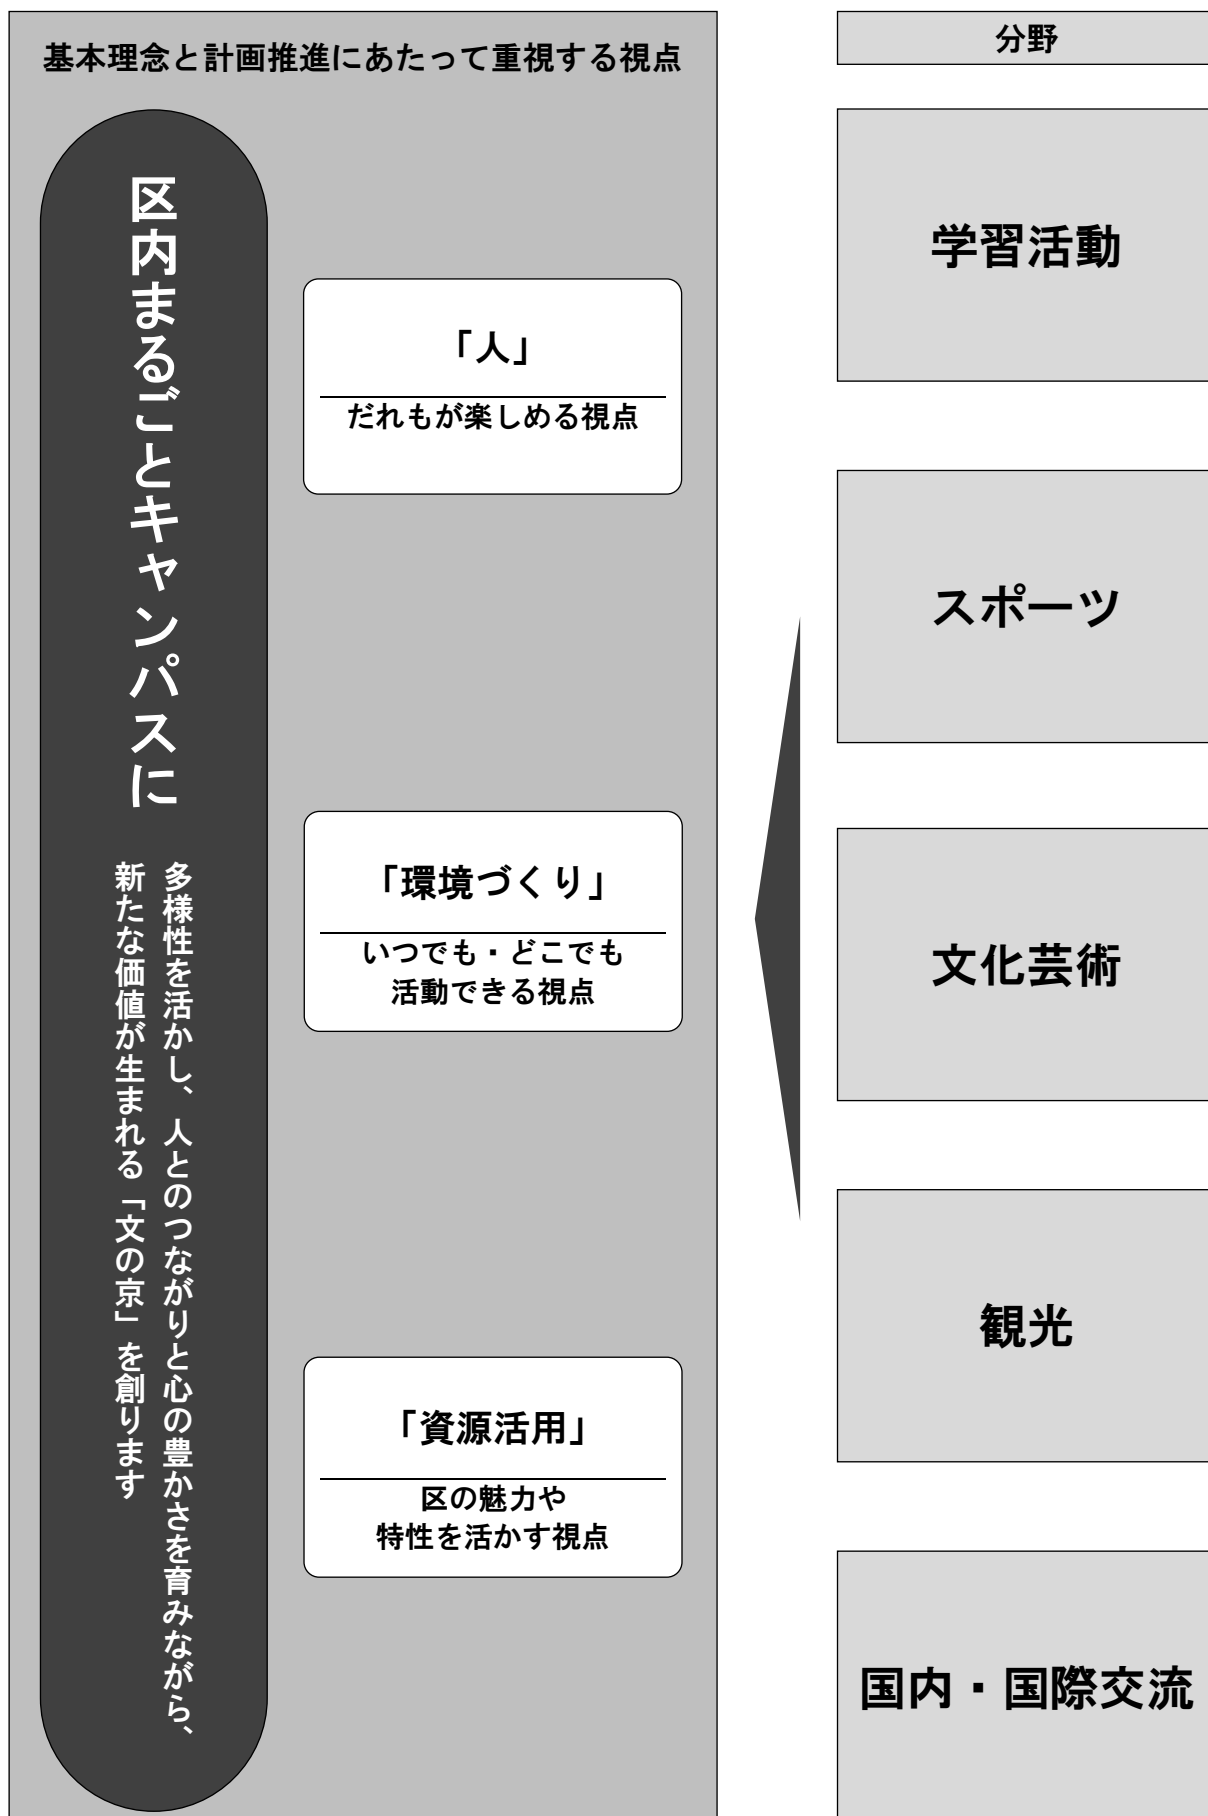 基本理念と計画推進にあたって重視する視点
区内まるごとキャンパスに
多様性を活かし、人とのつながりと心の豊かさを育みながら、
新たな価値が生まれる「文の京」を創ります
「人」
だれもが楽しめる視点
「環境づくり」
いつでも・どこでも
活動できる視点
「資源活用」
区の魅力や
特性を活かす視点
分野
学習活動
スポーツ
文化芸術
観光
国内・国際交流